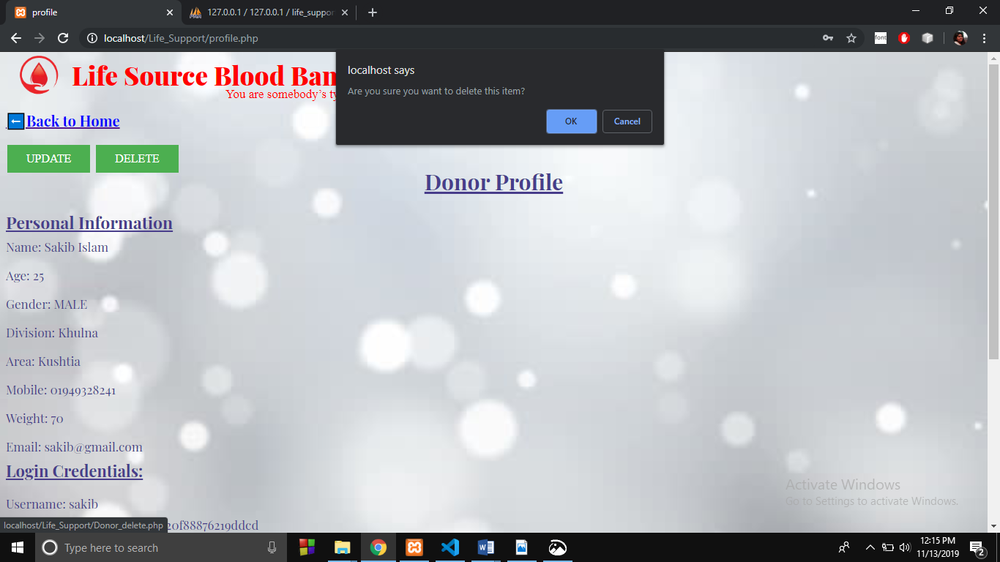 profile
127.0.0.1 / 127.0.0.1 / life_suppor
localhost/Life_Support/profile.php
font
Life Source Blood Ban
You are somebody's ty
localhost says
Are you sure you want to delete this item?
OK
Cancel
Back to Home
UPDATE
DELETE
Donor Profile
Personal Information
Name: Sakib Islam
Age: 25
Gender: MALE
Division: Khulna
Area: Kushtia
Mobile: 01949328241
Weight: 70
Email: sakib@gmail.com
Login Credentials:
Username: sakib
20f88876219ddcd
localhost/Life_Support/Donor_delete.php
Activate Windows
Go to Settings to activate Windows.
Type here to search
12:15 PM
11/13/2019
2